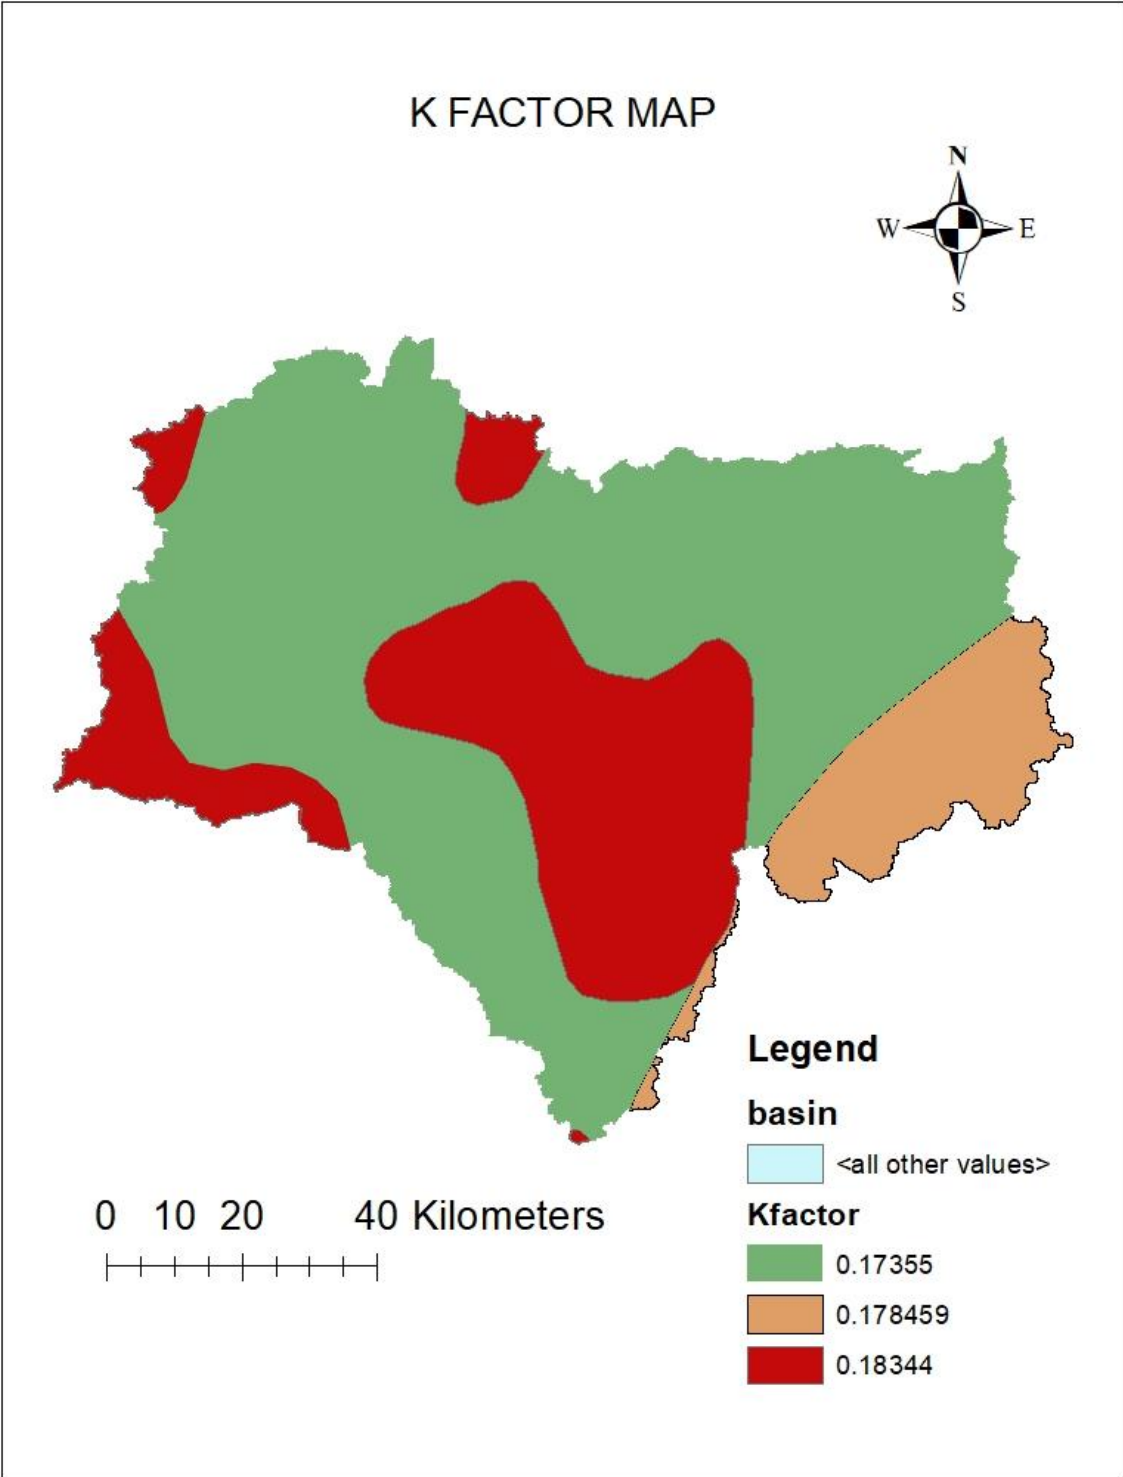 K FACTOR MAP
N
W E
S
Legend
basin
<all other values>
Kfactor
0.17355
0.178459
0.18344
0 10 20 40 Kilometers